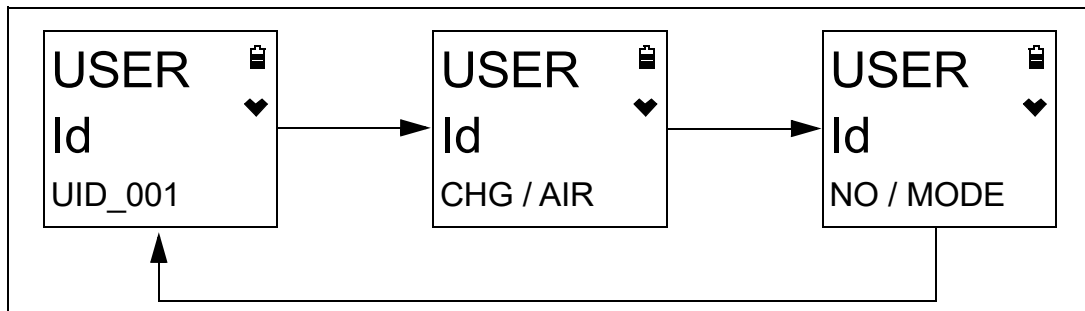 USER
Id
UID_001
USER
Id
CHG / AIR
USER
Id
NO / MODE